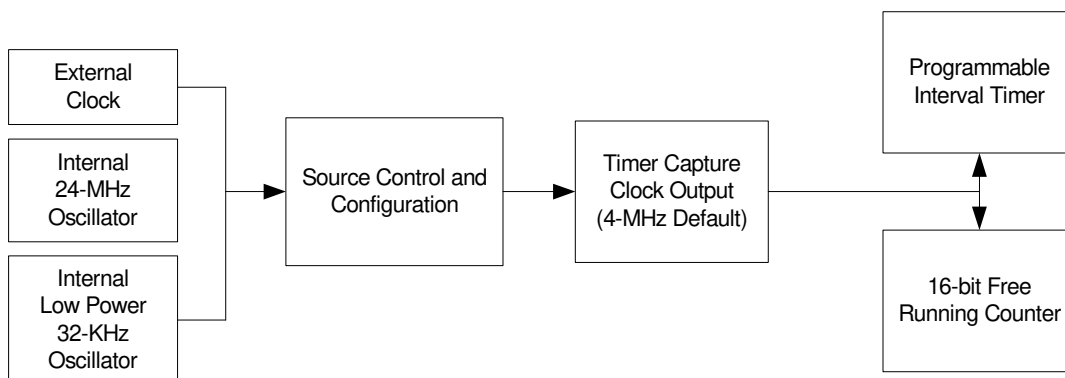 External
Clock
Internal
24-MHz
Oscillator
Internal
Low Power
32-KHz
Oscillator
Source Control and
Configuration
Timer Capture
Clock Output
(4-MHz Default)
Programmable
Interval Timer
16-bit Free
Running Counter